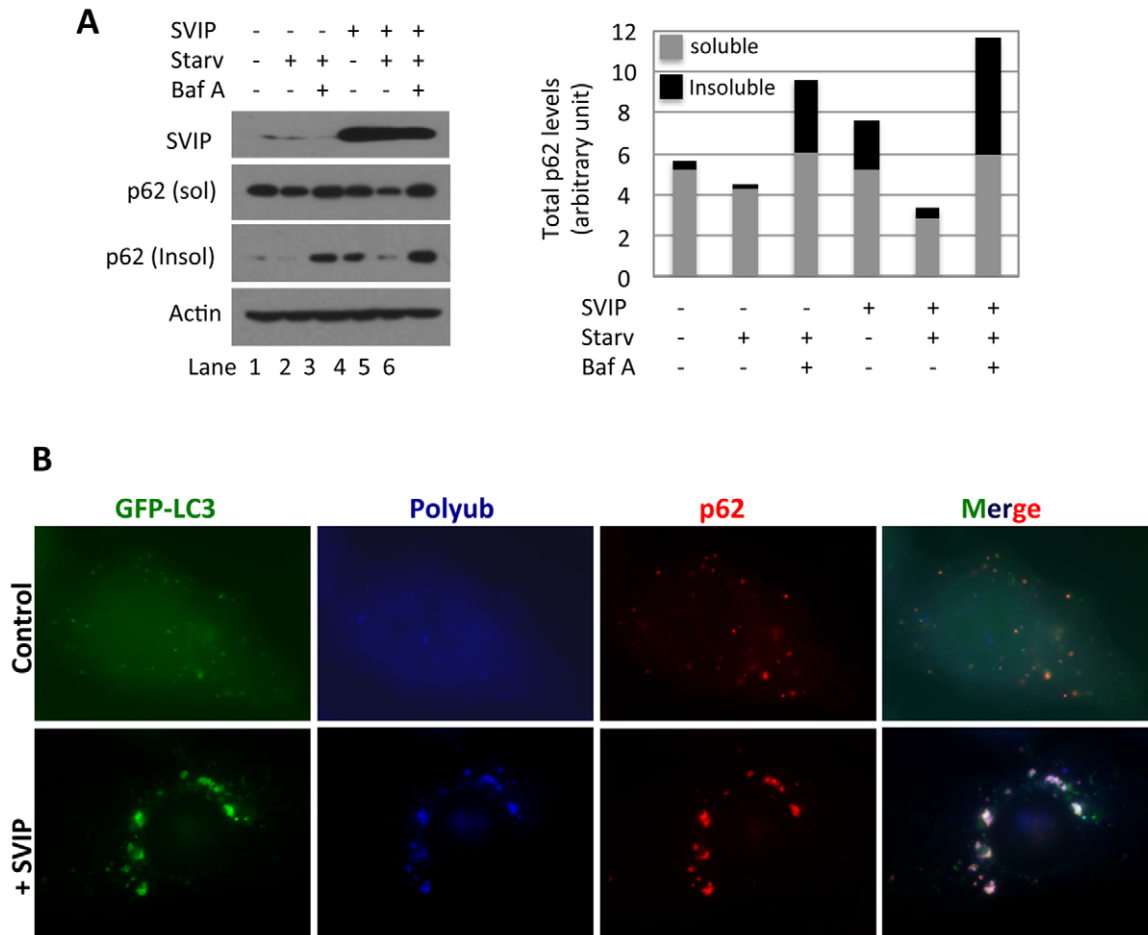 A
SVIP - - - + + +
Starv - + + - + +
Baf A - - + - - +
SVIP
p62 (sol)
p62 (Insol)
Actin
Lane 1 2 3 4 5 6
soluble
Insoluble
Total p62 levels
(arbitrary unit)
12
10
8
6
4
2
0
SVIP - - - + + +
Starv - + + - + +
Baf A - - + - - +
B
GFP-LC3 Polyub p62 Merge
Control
+ SVIP